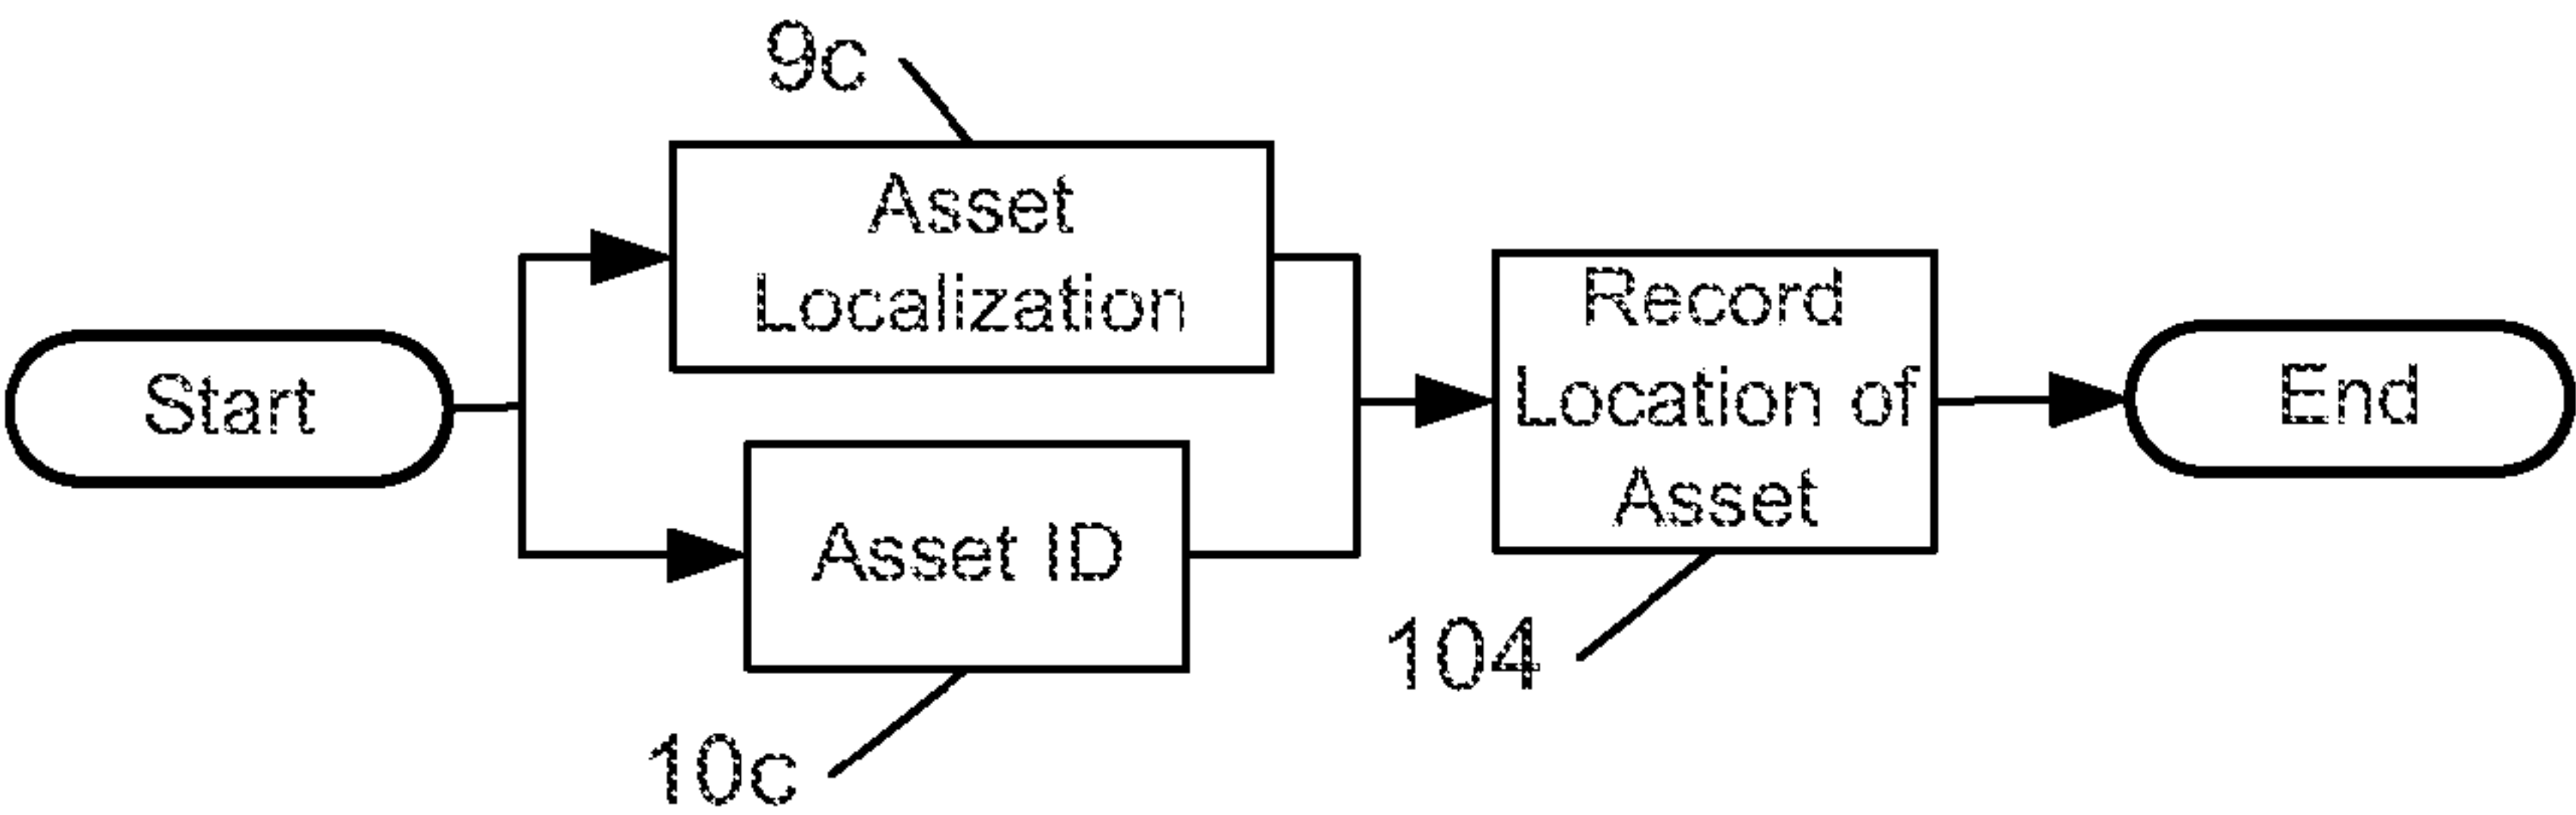 9c
Asset
Localization
Start
Record
Location of
Asset
End
Asset ID
104
10c